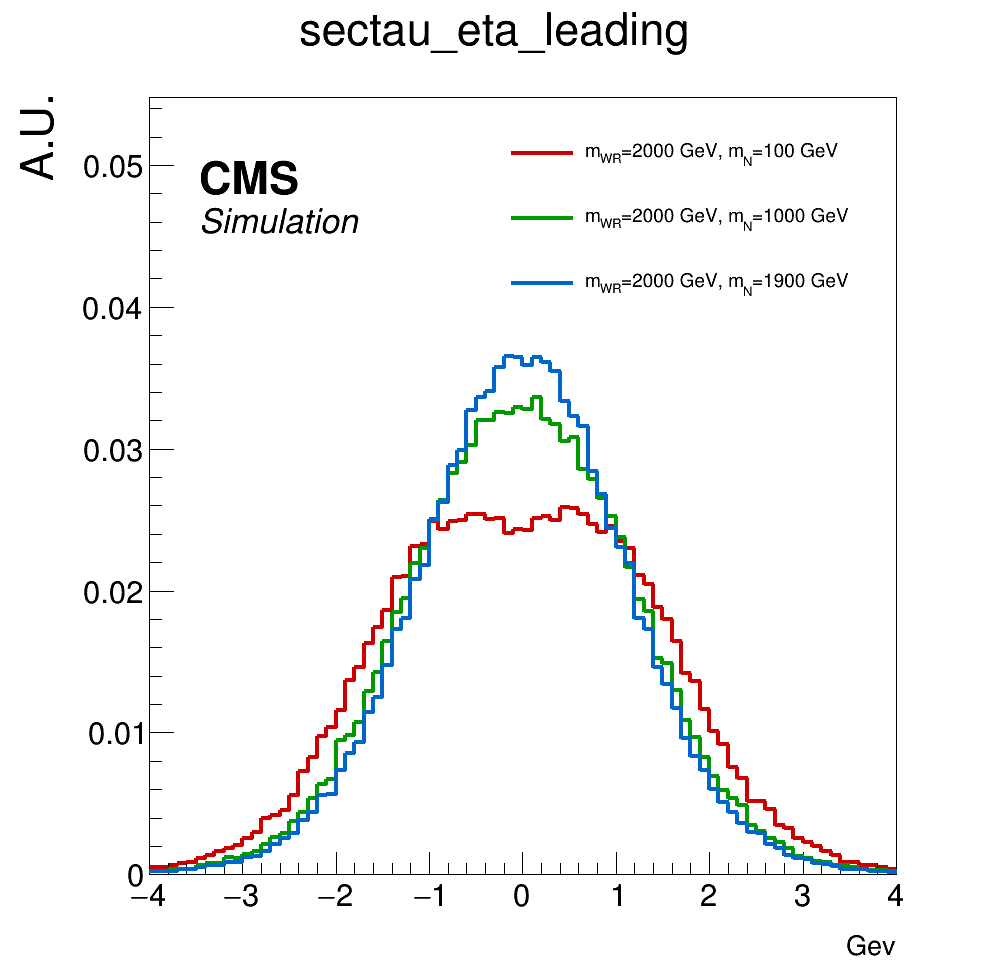 sectau_eta_leading
A.U.
CMS
Simulation
mWR=2000 GeV, mN=100 GeV
mWR=2000 GeV, mN=1000 GeV
mWR=2000 GeV, mN=1900 GeV
0.05
0.04
0.03
0.02
0.01
0
−4 −3 −2 −1 0 1 2 3 4
Gev